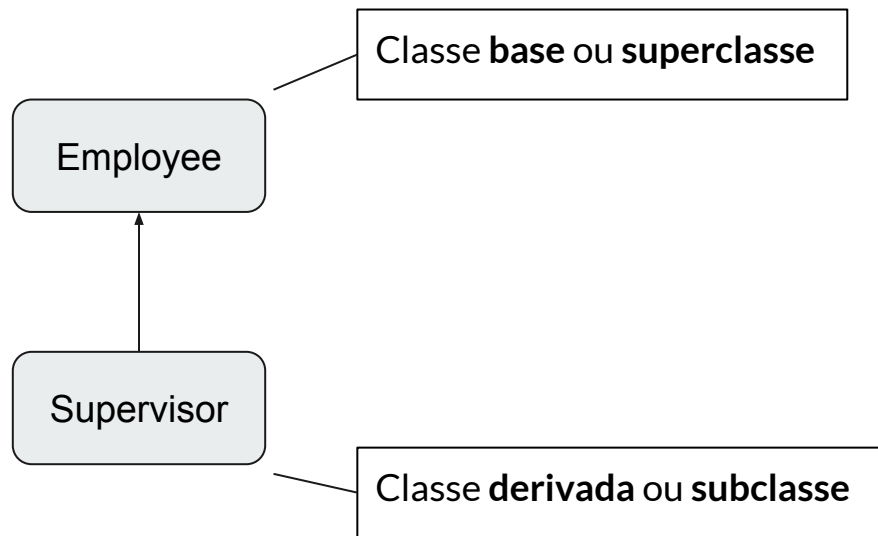 Classe base ou superclasse
Employee
Supervisor
Classe derivada ou subclasse